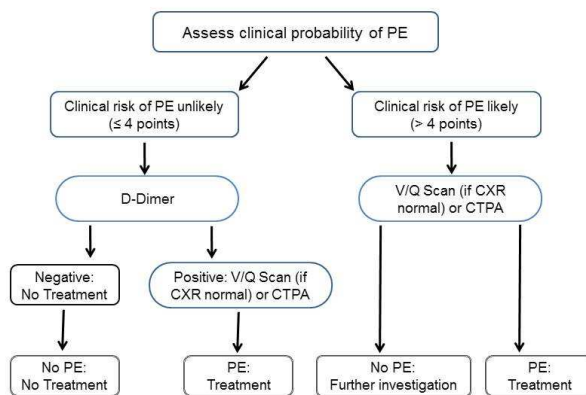 Assess clinical probability of PE
Clinical risk of PE unlikely
(≤ 4 points)
Clinical risk of PE likely
(> 4 points)
D-Dimer
V/Q Scan (if CXR
normal) or CTPA
Negative:
No Treatment
Positive: V/Q Scan (if
CXR normal) or CTPA
No PE:
No Treatment
PE:
Treatment
No PE:
Further investigation
PE:
Treatment